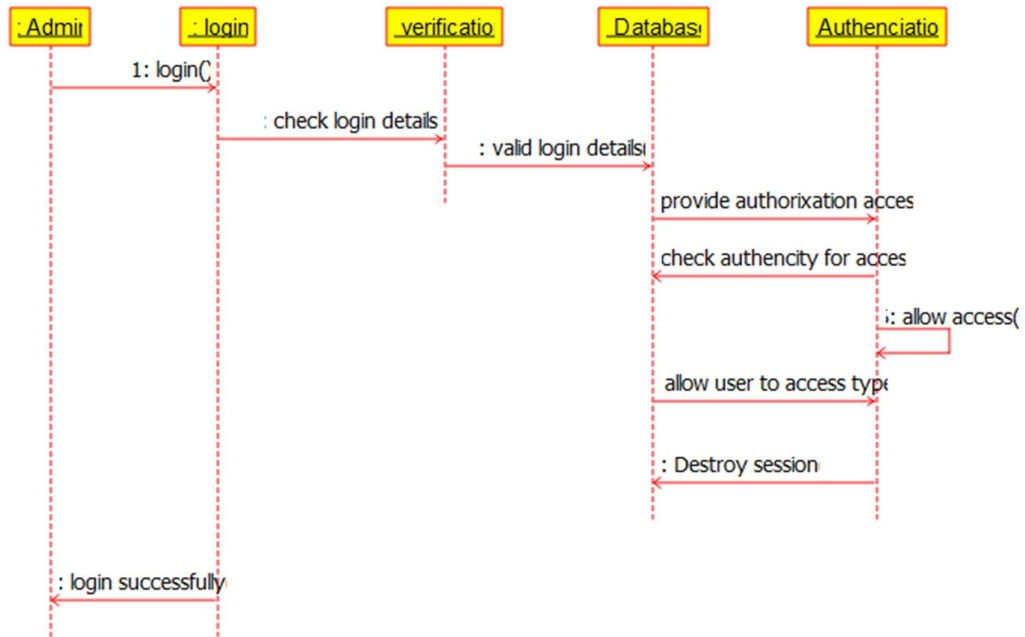 : Admin
: login
verificatio
Database
Authenciatio
1: login()
: check login details
: valid login details(
provide authorixation acces
check authencity for acces
: allow access(
allow user to access type
: Destroy session
: login successfully